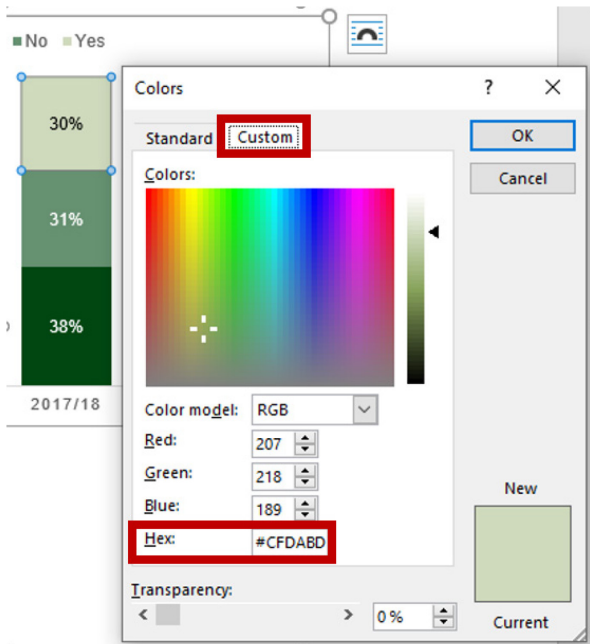 No Yes
30%
31%
38%
2017/18
Colors ?
Standard Custom
Colors:
Color model: RGB
Red: 207
Green: 218
Blue: 189
Hex: #CFDABD
Transparency:
0 %
OK
Cancel
New
Current